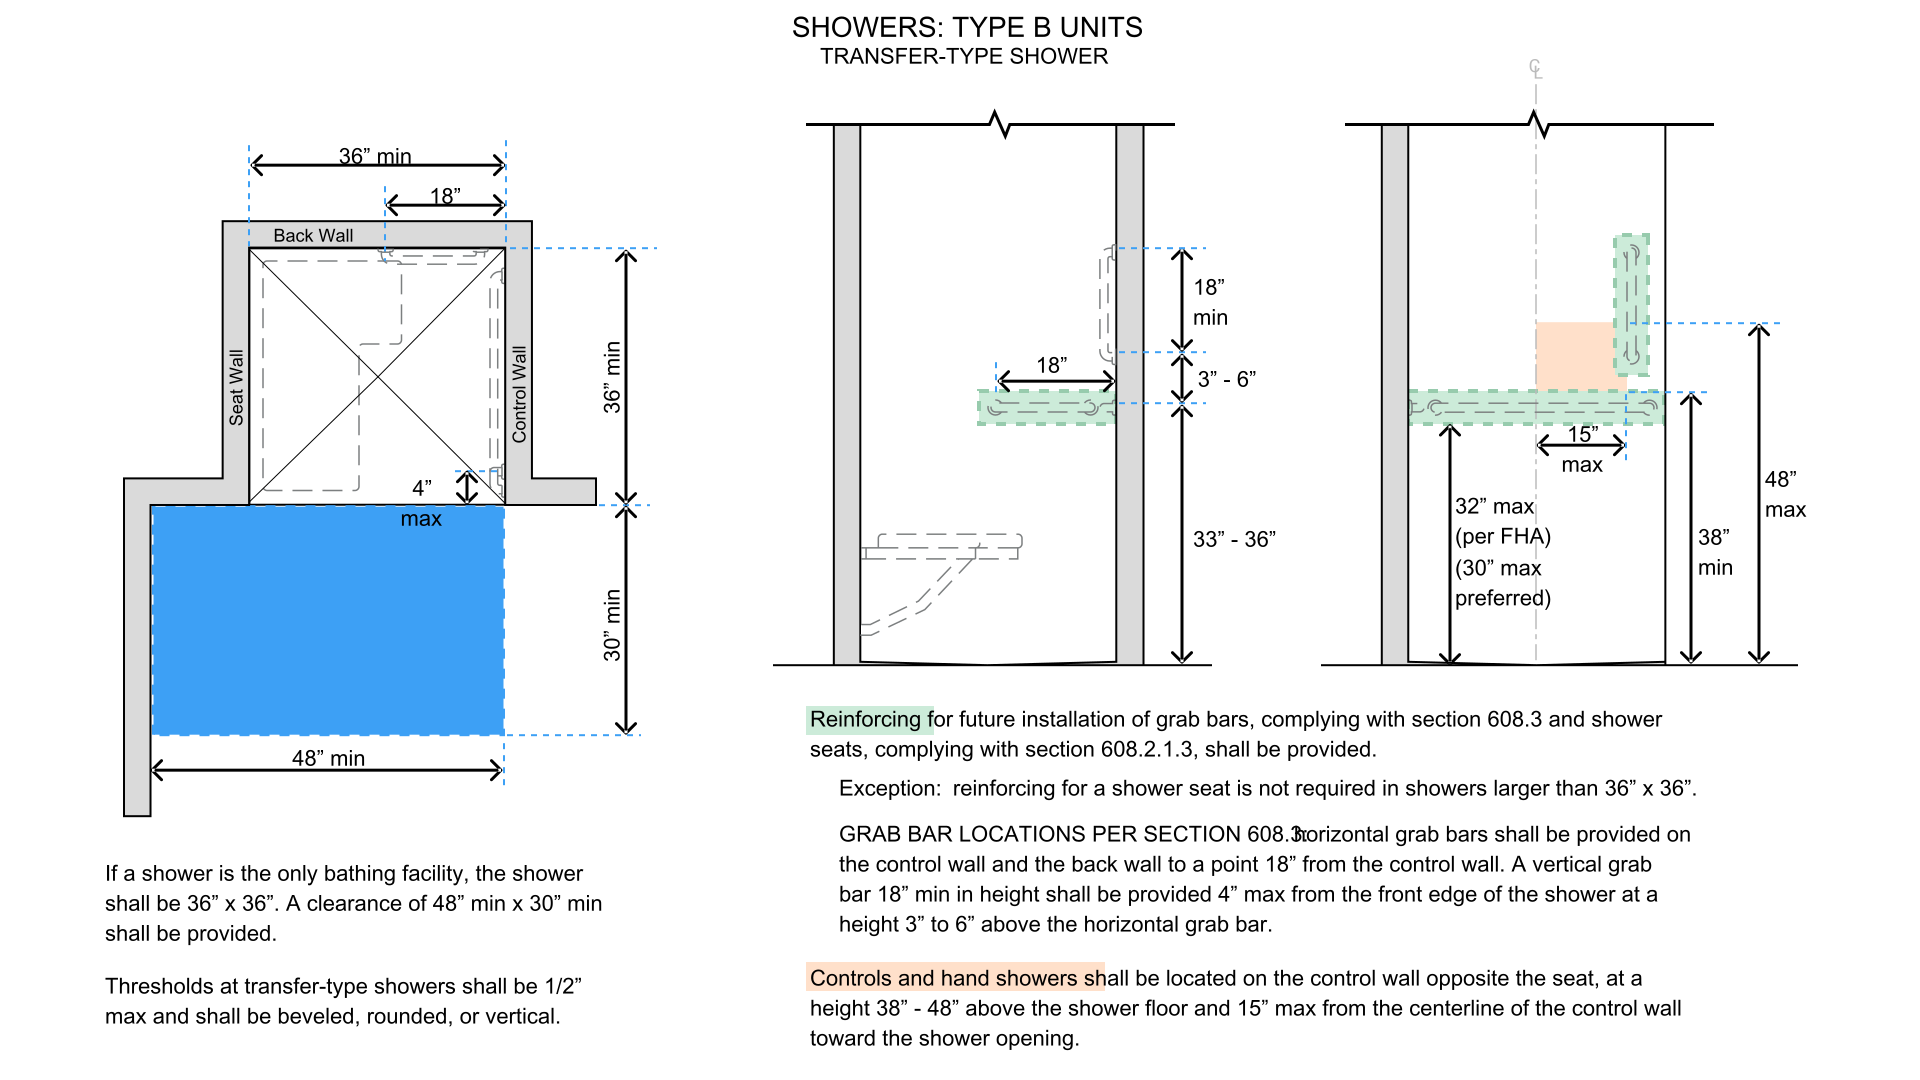 SHOWERS: TYPE B UNITS
TRANSFER-TYPE SHOWER
36” min
18”
Back Wall
Seat Wall
Control Wall
36” min
4”
max
30” min
48” min
18”
min
18”
3” - 6”
33” - 36”
CL
15”
max
32” max
(per FHA)
(30” max
preferred)
38”
min
48”
max
If a shower is the only bathing facility, the shower
shall be 36” x 36”. A clearance of 48” min x 30” min
shall be provided.
Thresholds at transfer-type showers shall be 1/2”
max and shall be beveled, rounded, or vertical.
Reinforcing for future installation of grab bars, complying with section 608.3 and shower
seats, complying with section 608.2.1.3, shall be provided.
Exception: reinforcing for a shower seat is not required in showers larger than 36” x 36”.
GRAB BAR LOCATIONS PER SECTION 608.3: horizontal grab bars shall be provided on
the control wall and the back wall to a point 18” from the control wall. A vertical grab
bar 18” min in height shall be provided 4” max from the front edge of the shower at a
height 3” to 6” above the horizontal grab bar.
Controls and hand showers shall be located on the control wall opposite the seat, at a
height 38” - 48” above the shower floor and 15” max from the centerline of the control wall
toward the shower opening.